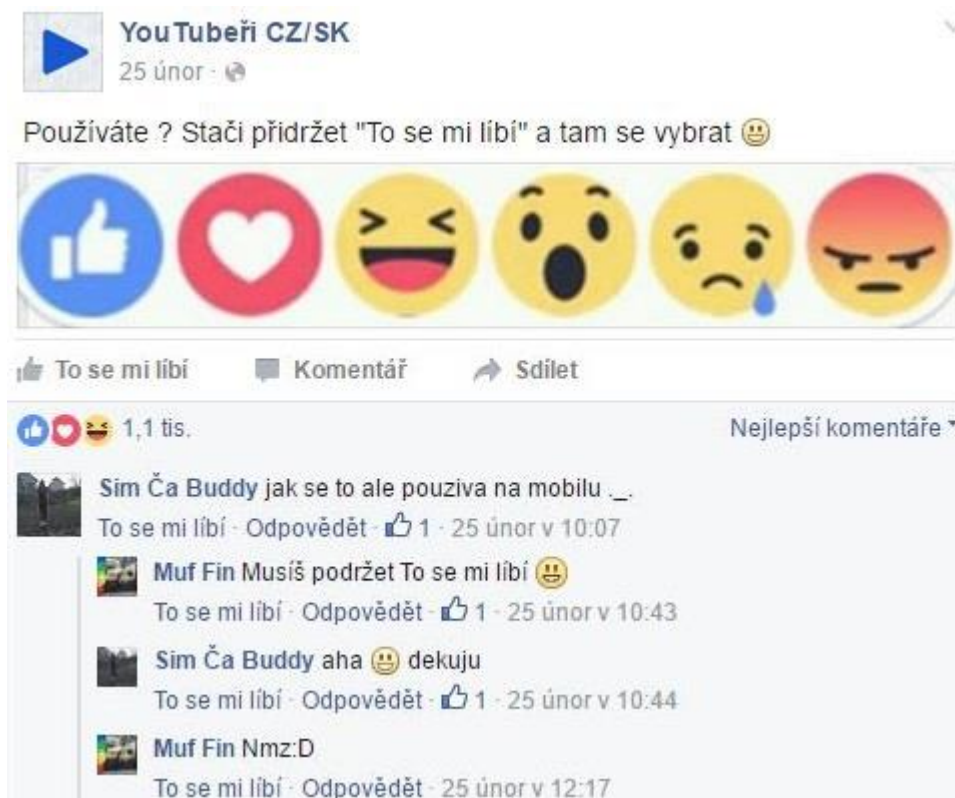 YouTubeři CZ/SK
25 únor ·
Používáte ? Stači přidržet "To se mi líbí" a tam se vybrat 😃
To se mi líbí Komentář Sdílet
1,1 tis. Nejlepší komentáře
Sim Ča Buddy jak se to ale pouziva na mobilu ._.
To se mi líbí · Odpovědět · 1 · 25 únor v 10:07
Muf Fin Musíš podržet To se mi líbí 😃
To se mi líbí · Odpovědět · 1 · 25 únor v 10:43
Sim Ča Buddy aha 😃 dekuju
To se mi líbí · Odpovědět · 1 · 25 únor v 10:44
Muf Fin Nmz:D
To se mi líbí · Odpovědět · 25 únor v 12:17